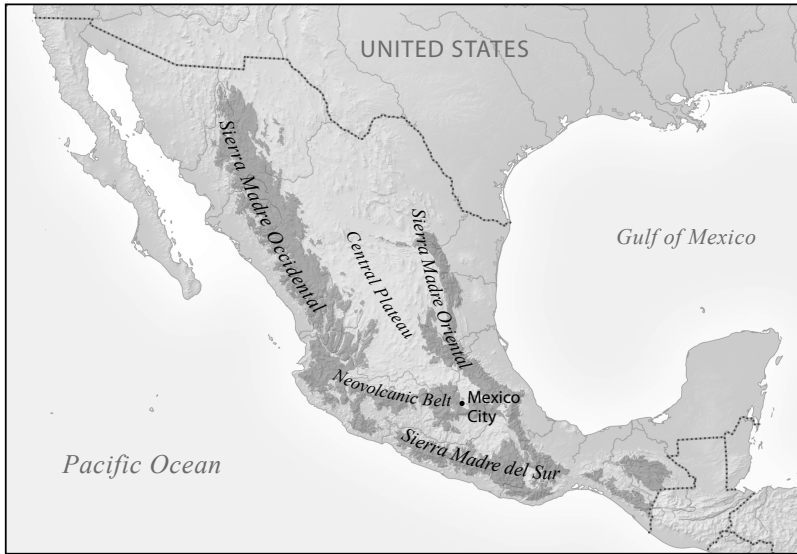 UNITED STATES
Sierra Madre Occidental
Sierra Madre Oriental
Gulf of Mexico
Central Plateau
Neovolcanic Belt
Mexico
City
Sierra Madre del Sur
Pacific Ocean